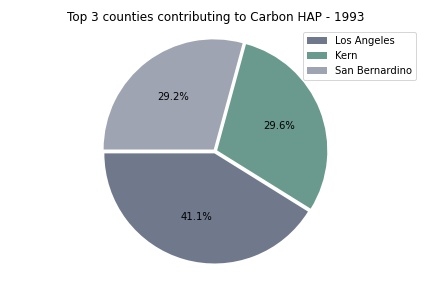 Top 3 counties contributing to Carbon HAP - 1993
Los Angeles
Kern
San Bernardino
29.2%
29.6%
41.1%